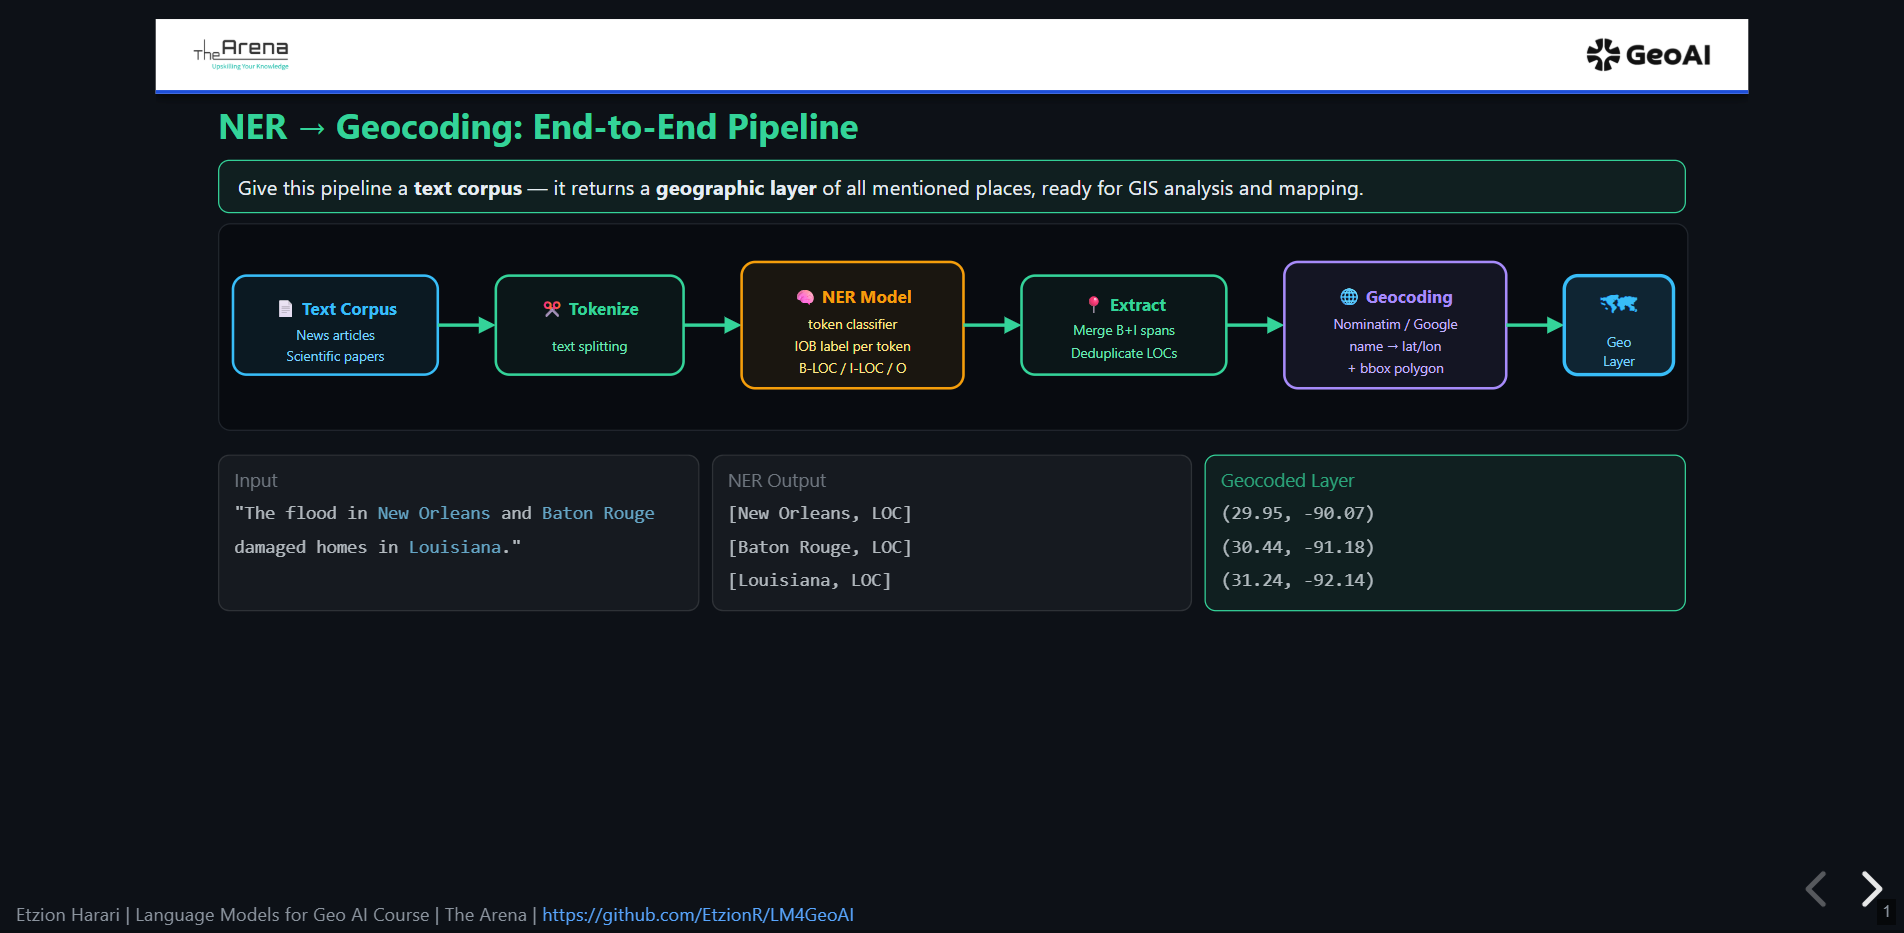 The Arena
Upskilling Your Knowledge
GeoAI
NER → Geocoding: End-to-End Pipeline
Give this pipeline a text corpus — it returns a geographic layer of all mentioned places, ready for GIS analysis and mapping.
Text Corpus
News articles
Scientific papers
Tokenize
text splitting
NER Model
token classifier
IOB label per token
B-LOC / I-LOC / O
Extract
Merge B+I spans
Deduplicate LOCs
Geocoding
Nominatim / Google
name → lat/lon
+ bbox polygon
Geo
Layer
Input
"The flood in New Orleans and Baton Rouge
damaged homes in Louisiana."
NER Output
[New Orleans, LOC]
[Baton Rouge, LOC]
[Louisiana, LOC]
Geocoded Layer
(29.95, -90.07)
(30.44, -91.18)
(31.24, -92.14)
Etzion Harari | Language Models for Geo AI Course | The Arena | https://github.com/EtzionR/LM4GeoAI
1